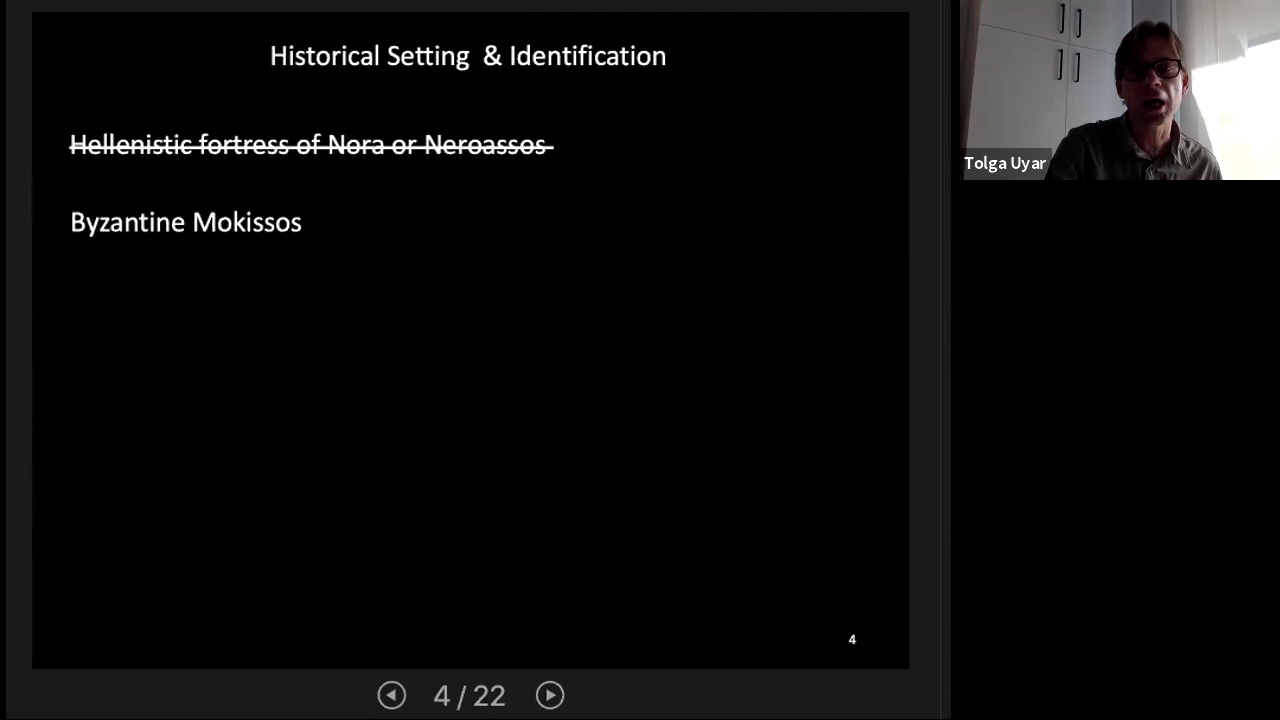 Historical Setting & Identification
Hellenistic fortress of Nora or Neroassos
Byzantine Mokissos
4
4 / 22
Tolga Uyar